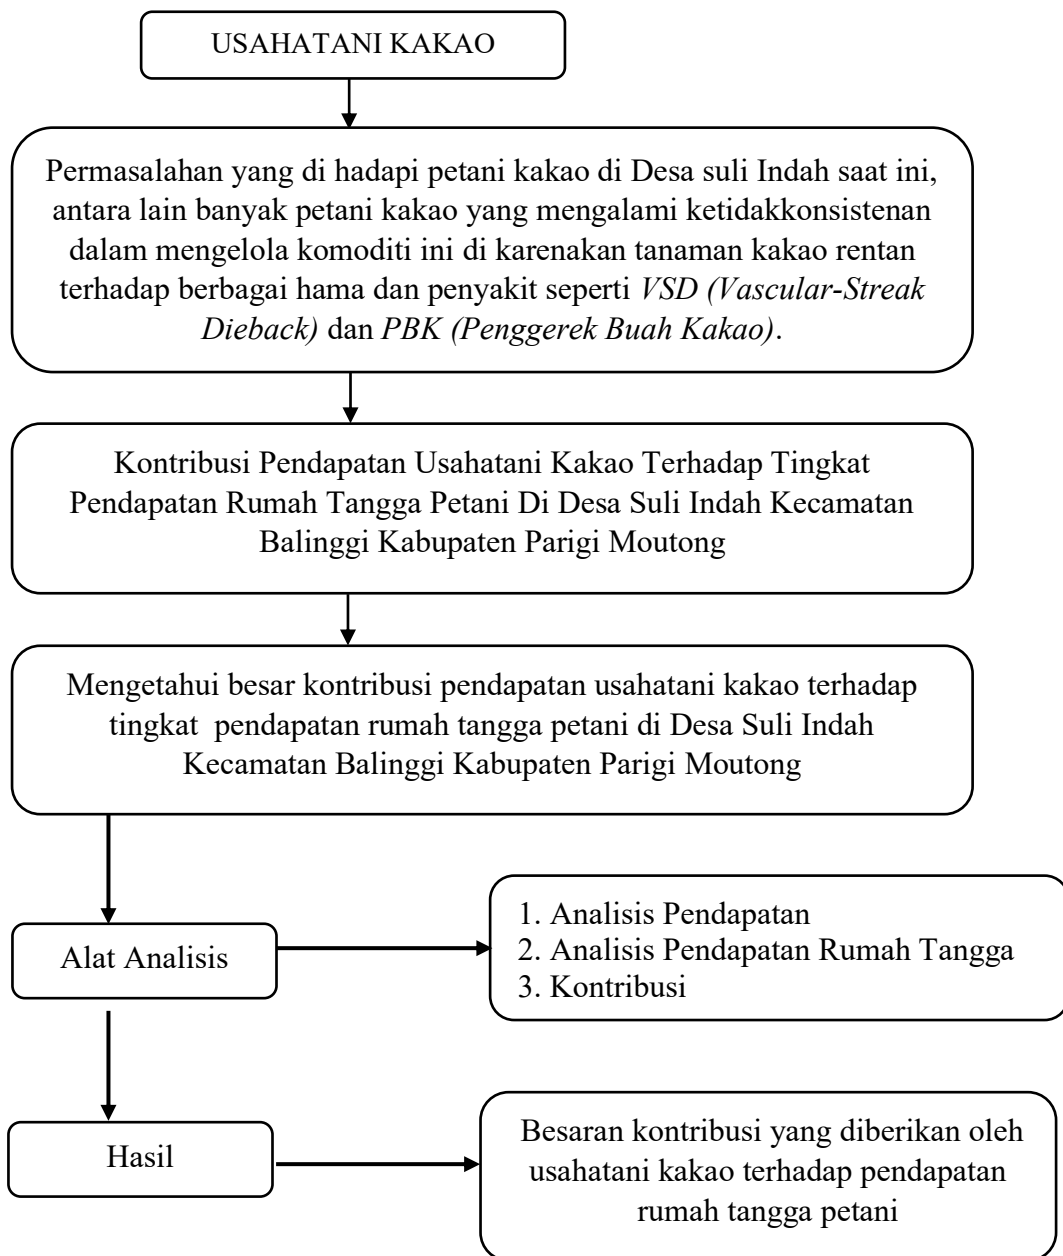 USAHATANI KAKAO
Permasalahan yang di hadapi petani kakao di Desa suli Indah saat ini,
antara lain banyak petani kakao yang mengalami ketidakkonsistenan
dalam mengelola komoditi ini di karenakan tanaman kakao rentan
terhadap berbagai hama dan penyakit seperti VSD (Vascular-Streak
Dieback) dan PBK (Penggerek Buah Kakao).
Kontribusi Pendapatan Usahatani Kakao Terhadap Tingkat
Pendapatan Rumah Tangga Petani Di Desa Suli Indah Kecamatan
Balinggi Kabupaten Parigi Moutong
Mengetahui besar kontribusi pendapatan usahatani kakao terhadap
tingkat pendapatan rumah tangga petani di Desa Suli Indah
Kecamatan Balinggi Kabupaten Parigi Moutong
Alat Analisis
1. Analisis Pendapatan
2. Analisis Pendapatan Rumah Tangga
3. Kontribusi
Hasil
Besaran kontribusi yang diberikan oleh
usahatani kakao terhadap pendapatan
rumah tangga petani